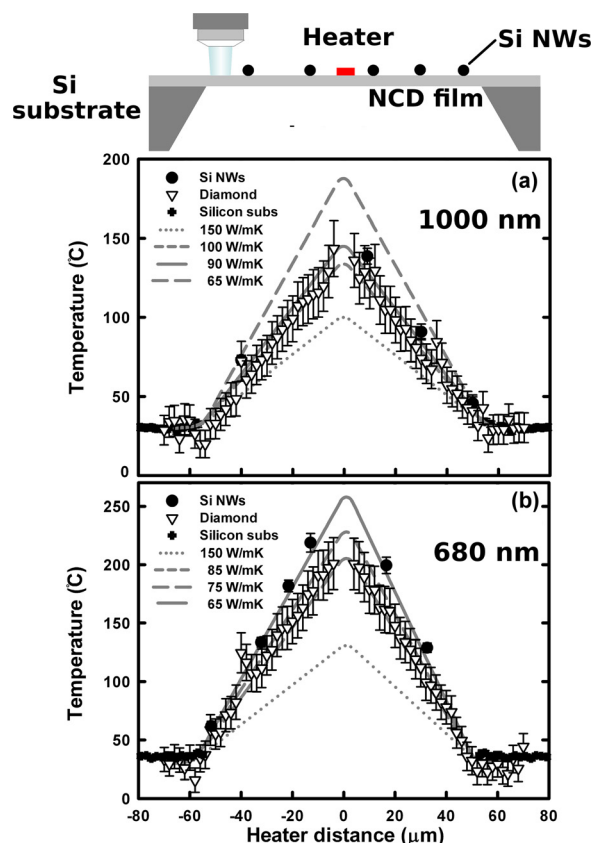 Heater
Si NWs
Si
substrate
NCD film
200
(a)
Si NWs
Diamond
Silicon subs
150 W/mK
100 W/mK
90 W/mK
65 W/mK
1000 nm
150
100
50
0
Temperature (°C)
250
(b)
Si NWs
Diamond
Silicon subs
150 W/mK
85 W/mK
75 W/mK
65 W/mK
680 nm
200
150
100
50
0
Temperature (°C)
-80 -60 -40 -20 0 20 40 60 80
Heater distance (μm)